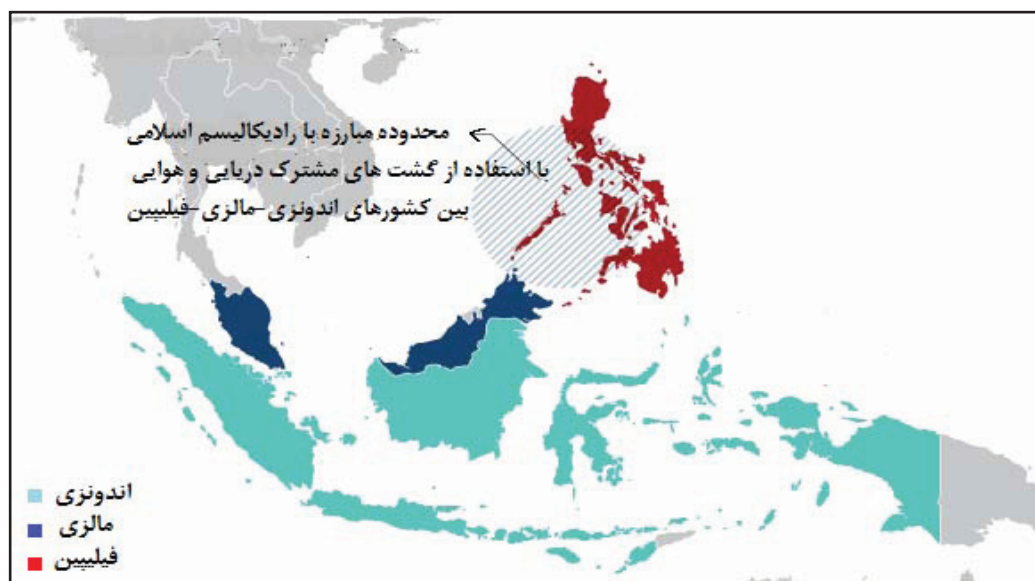 محدوده مبارزه با رادیکالیسم اسلامی
با استفاده از گشت های مشترک دریایی و هوایی
بین کشورهای اندونزی-مالزی-فیلیپین
اندونزی
مالزی
فیلیپین